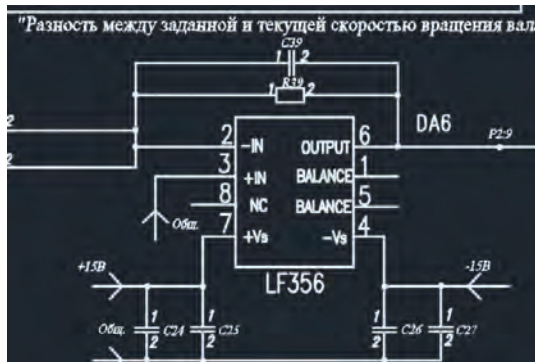 "Разность между заданной и текущей скоростью вращения вал
C39
1 2
R39
1 2
2
2
2 -IN OUTPUT 6 DA6 P2:9
3 +IN BALANCE 1
8 NC BALANCE 5
7 +Vs -Vs 4
Общ.
LF356
+15В -15В
1 1 1 1
Общ. C24 C25 C26 C27
2 2 2 2